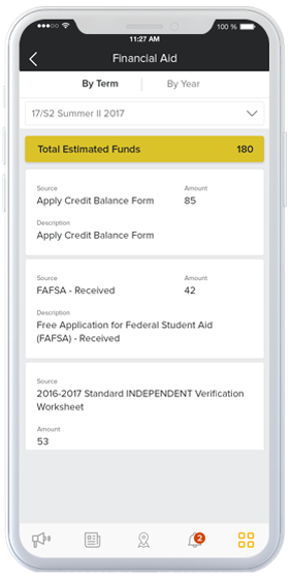 100 %
11:27 AM
Financial Aid
By Term
By Year
17/S2 Summer II 2017
Total Estimated Funds 180
Source Amount
Apply Credit Balance Form 85
Description
Apply Credit Balance Form
Source Amount
FAFSA - Received 42
Description
Free Application for Federal Student Aid
(FAFSA) - Received
Source
2016-2017 Standard INDEPENDENT Verification
Worksheet
Amount
53
2